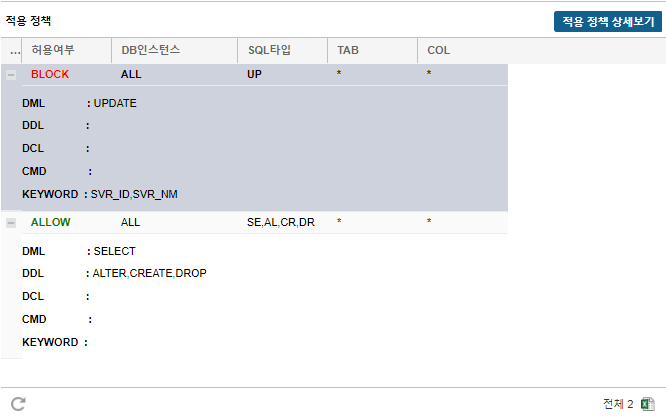 적용 정책
적용 정책 상세보기
... 허용여부 DB인스턴스 SQL타입 TAB COL
BLOCK ALL UP * *
DML : UPDATE
DDL :
DCL :
CMD :
KEYWORD : SVR_ID,SVR_NM
ALLOW ALL SE,AL,CR,DR * *
DML : SELECT
DDL : ALTER,CREATE,DROP
DCL :
CMD :
KEYWORD :
전체 2